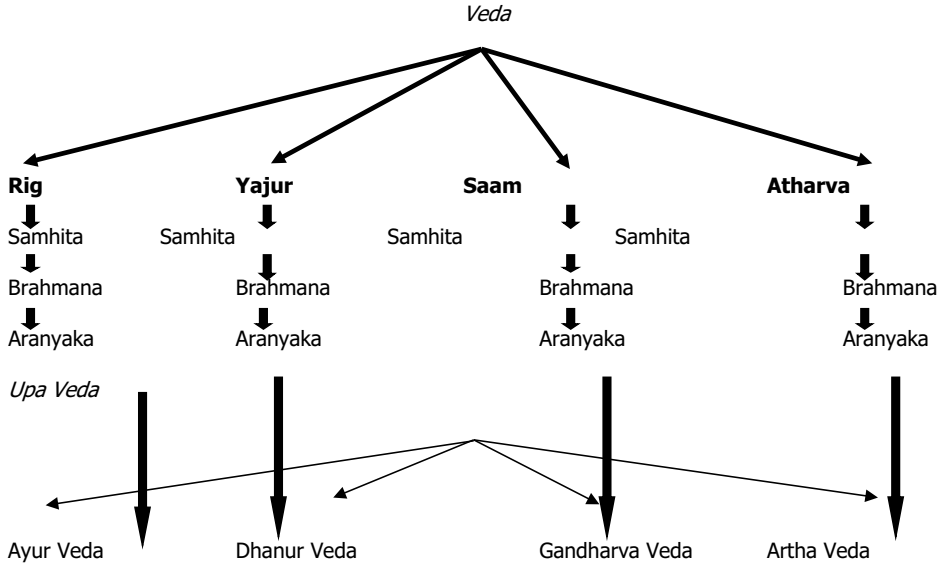 Veda
Rig Yajur Saam Atharva
Samhita Samhita Samhita Samhita
Brahmana Brahmana Brahmana Brahmana
Aranyaka Aranyaka Aranyaka Aranyaka
Upa Veda
Ayur Veda Dhanur Veda Gandharva Veda Artha Veda